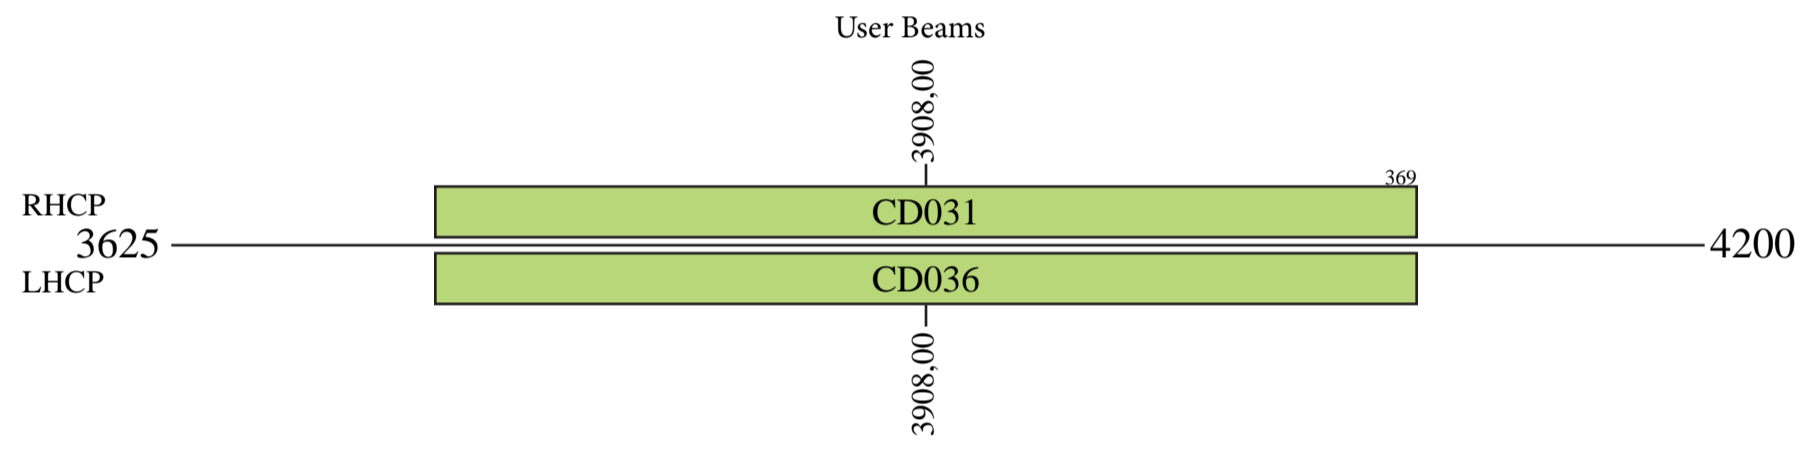 User Beams
3908,00
369
RHCP
CD031
3625
4200
LHCP
CD036
3908,00